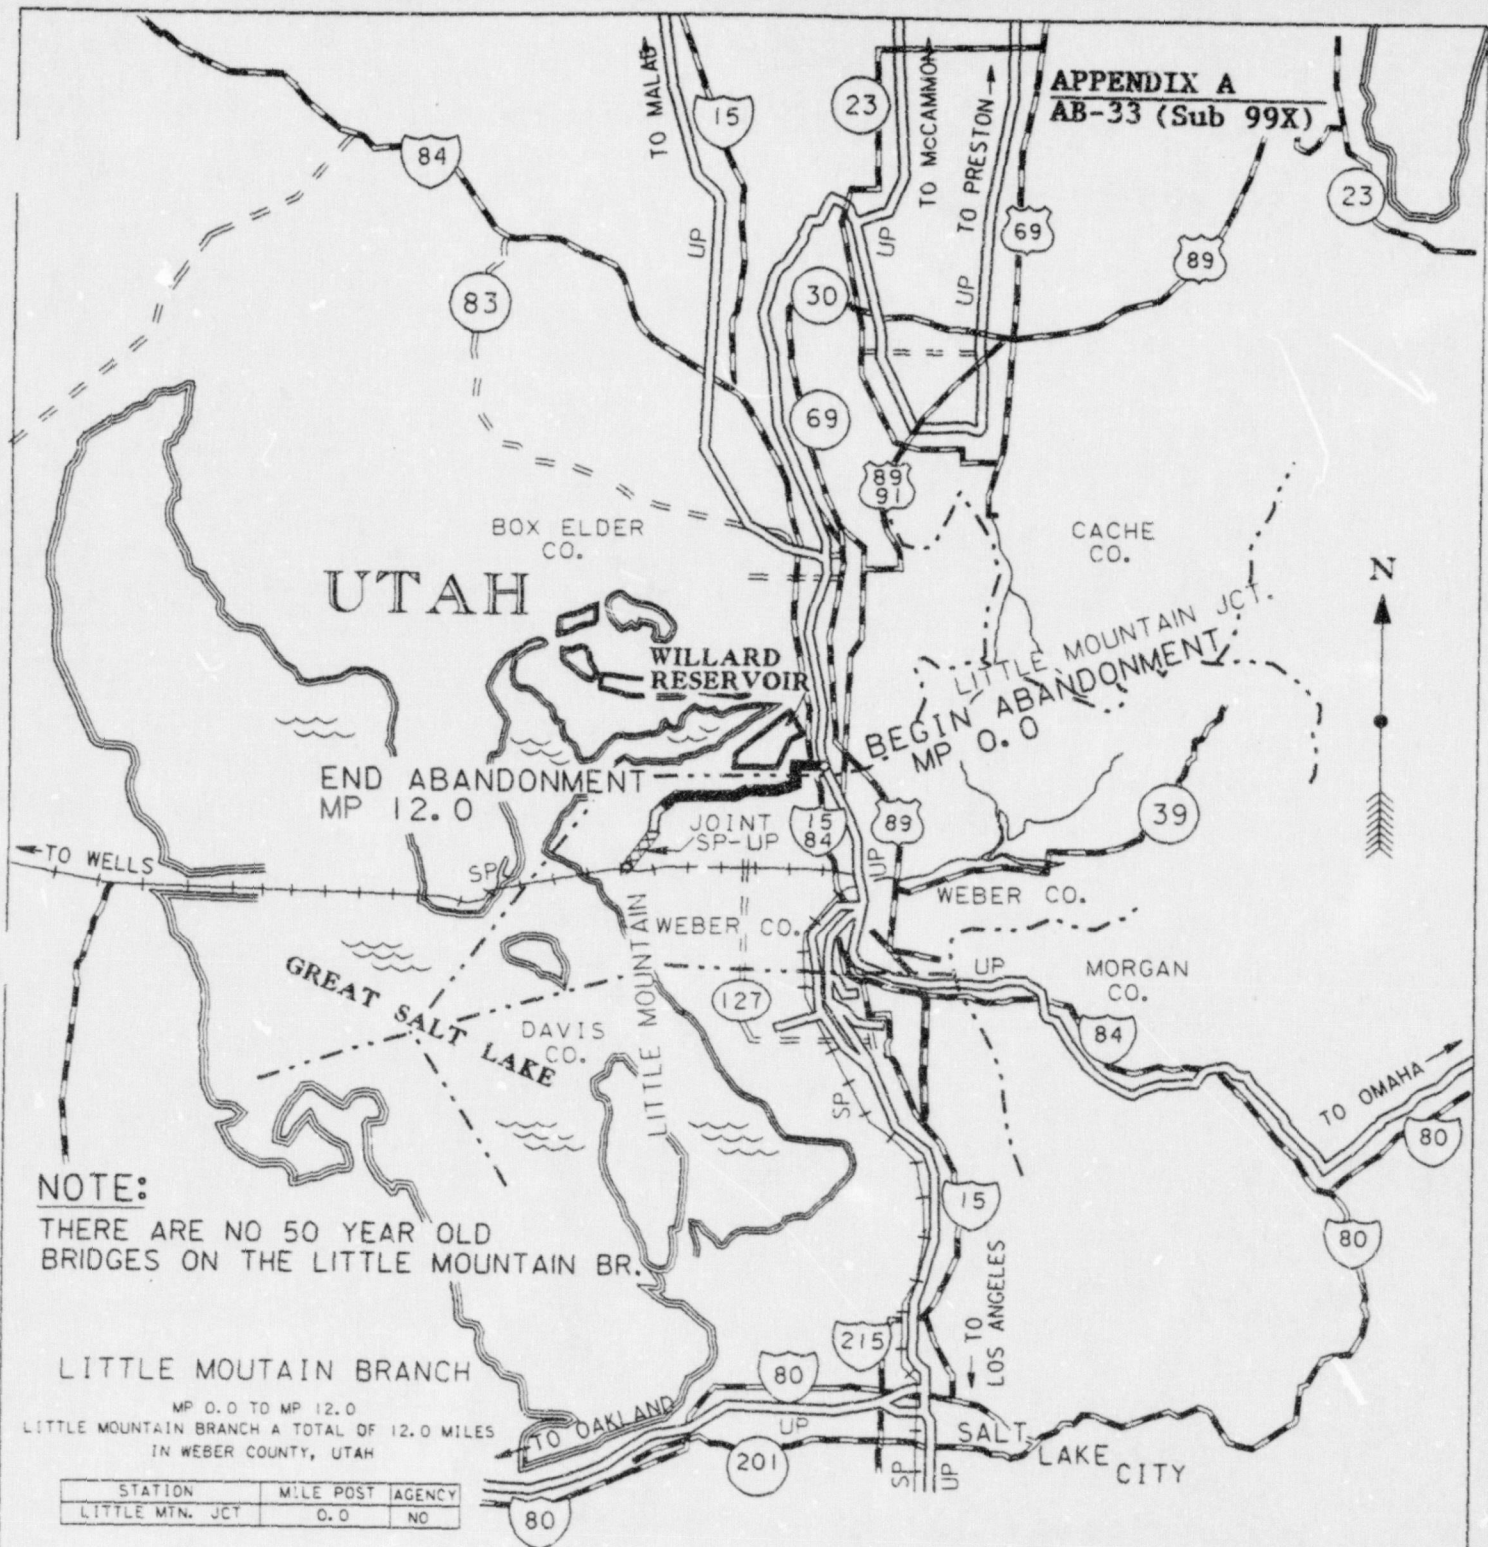 APPENDIX A
AB-33 (Sub 99X)
TO MALAD
15
23
TO McCAMMON
TO PRESTON
84
23
UP
UP
UP
69
89
83
30
69
89
91
BOX ELDER
CO.
CACHE
CO.
UTAH
N
WILLARD
RESERVOIR
LITTLE MOUNTAIN JCT.
BEGIN ABANDONMENT
MP 0.0
END ABANDONMENT
MP 12.0
JOINT
SP-UP
15
84
89
39
TO WELLS
SP
UP
WEBER CO.
WEBER CO.
LITTLE MOUNTAIN
UP
MORGAN
CO.
GREAT SALT LAKE
127
DAVIS
CO.
84
SP
TO OMAHA
80
NOTE:
THERE ARE NO 50 YEAR OLD
BRIDGES ON THE LITTLE MOUNTAIN BR.
15
80
TO
LOS ANGELES
215
80
LITTLE MOUTAIN BRANCH
MP 0.0 TO MP 12.0
LITTLE MOUNTAIN BRANCH A TOTAL OF 12.0 MILES
IN WEBER COUNTY, UTAH
TO OAKLAND
UP
201
SP
UP
SALT
LAKE
CITY
80
STATION MILE POST AGENCY
LITTLE MTN. JCT 0.0 NO